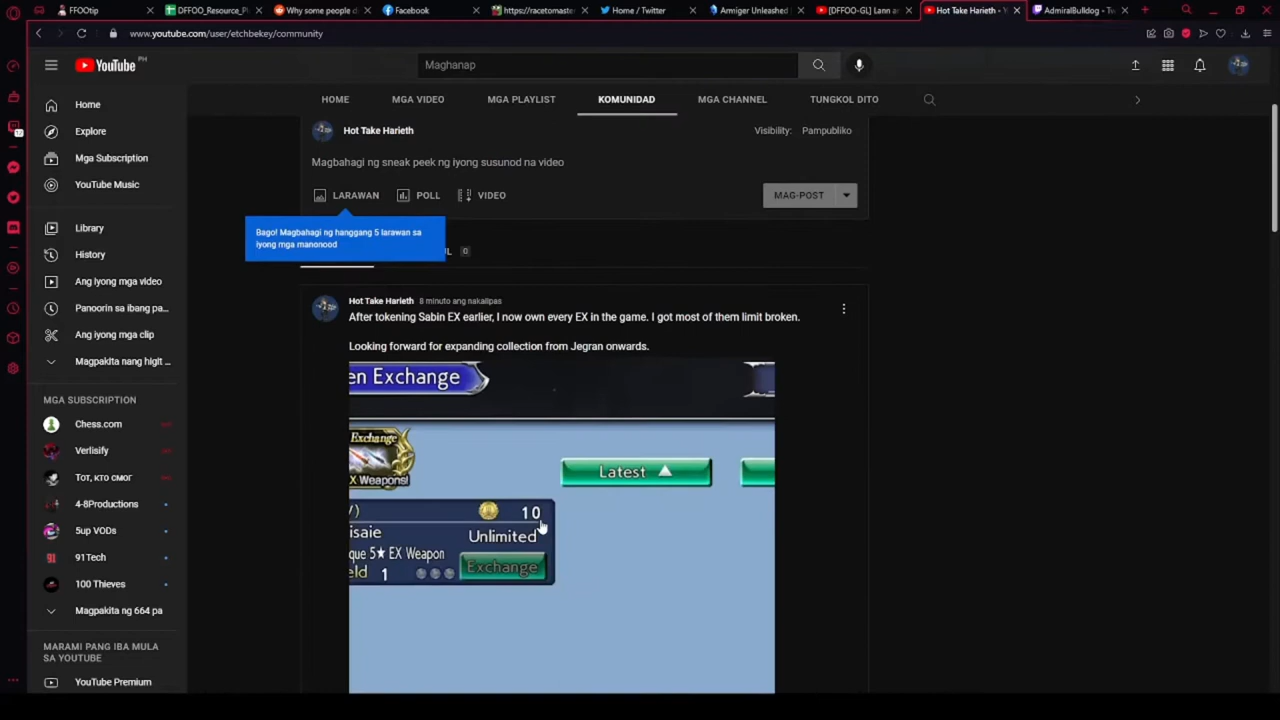 FFOOtip
DFFOO_Resource_Pl
Why some people d
Facebook
https://racetomaster
Home / Twitter
Armiger Unleashed |
[DFFOO-GL] Lann a
Hot Take Harieth - Y
AdmiralBulldog - Tw
www.youtube.com/user/etchbekey/community
YouTube PH
Maghanap
Home
Explore
Mga Subscription
YouTube Music
Library
History
Ang iyong mga video
Panoorin sa ibang pa...
Ang iyong mga clip
Magpakita nang higit ...
MGA SUBSCRIPTION
Chess.com
Verlisify
Тот, кто смог
4-8Productions
5up VODs
91Tech
100 Thieves
Magpakita ng 664 pa
MARAMI PANG IBA MULA
SA YOUTUBE
YouTube Premium
HOME
MGA VIDEO
MGA PLAYLIST
KOMUNIDAD
MGA CHANNEL
TUNGKOL DITO
Hot Take Harieth
Visibility: Pampubliko
Magbahagi ng sneak peek ng iyong susunod na video
LARAWAN
POLL
VIDEO
MAG-POST
Bago! Magbahagi ng hanggang 5 larawan sa
iyong mga manonood
UL 0
Hot Take Harieth 8 minuto ang nakalipas
After tokening Sabin EX earlier, I now own every EX in the game. I got most of them limit broken.
Looking forward for expanding collection from Jegran onwards.
en Exchange
Exchange
X Weapons!
Latest
10
isaie
Unlimited
que 5★ EX Weapon
eld 1
Exchange